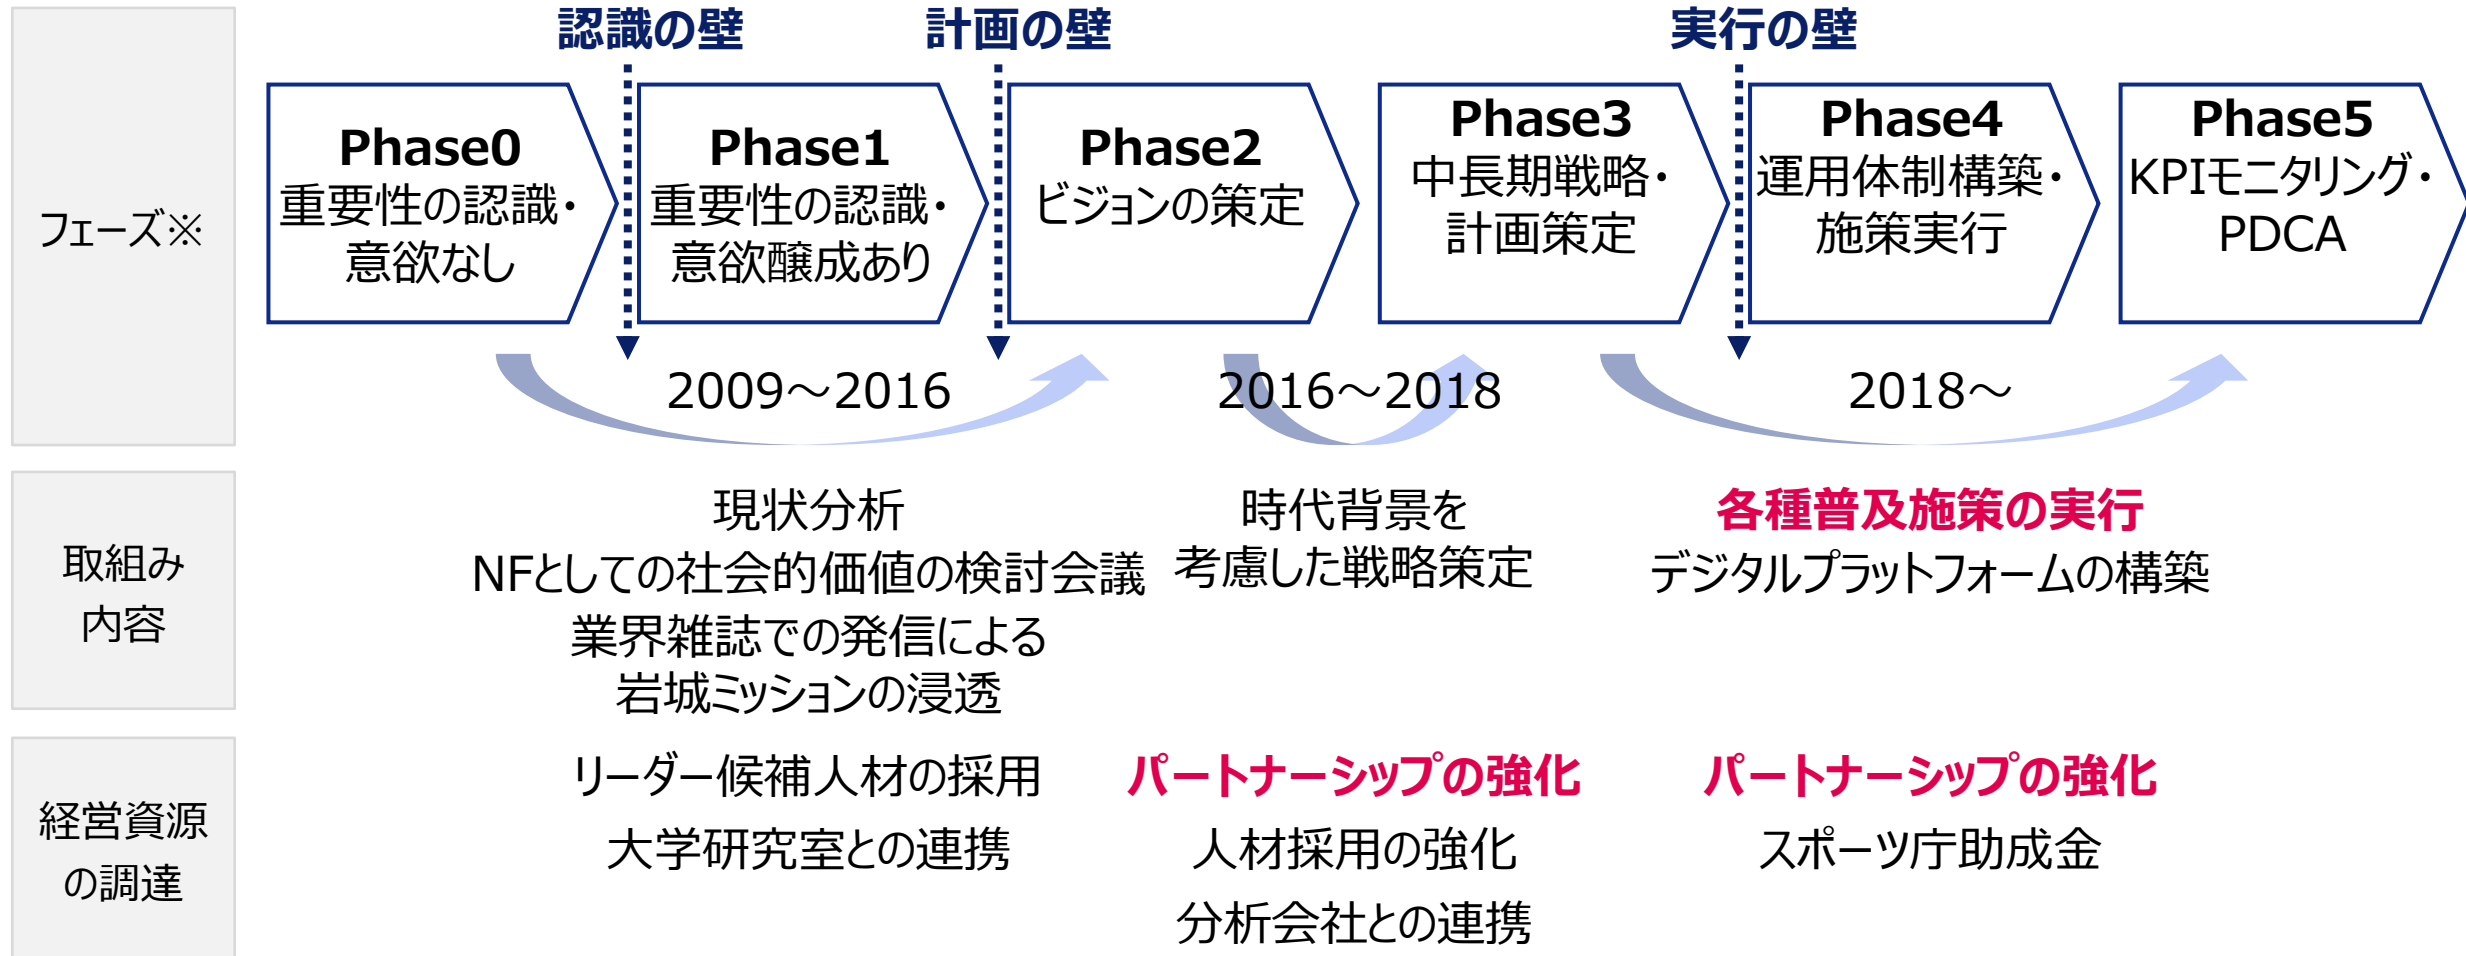 認識の壁
計画の壁
実行の壁
フェーズ※
Phase0
重要性の認識・
意欲なし
Phase1
重要性の認識・
意欲醸成あり
Phase2
ビジョンの策定
Phase3
中長期戦略・
計画策定
Phase4
運用体制構築・
施策実行
Phase5
KPIモニタリング・
PDCA
2009～2016
2016～2018
2018～
取組み
内容
現状分析
NFとしての社会的価値の検討会議
業界雑誌での発信による
岩城ミッションの浸透
時代背景を
考慮した戦略策定
各種普及施策の実行
デジタルプラットフォームの構築
経営資源
の調達
リーダー候補人材の採用
大学研究室との連携
パートナーシップの強化
人材採用の強化
分析会社との連携
パートナーシップの強化
スポーツ庁助成金